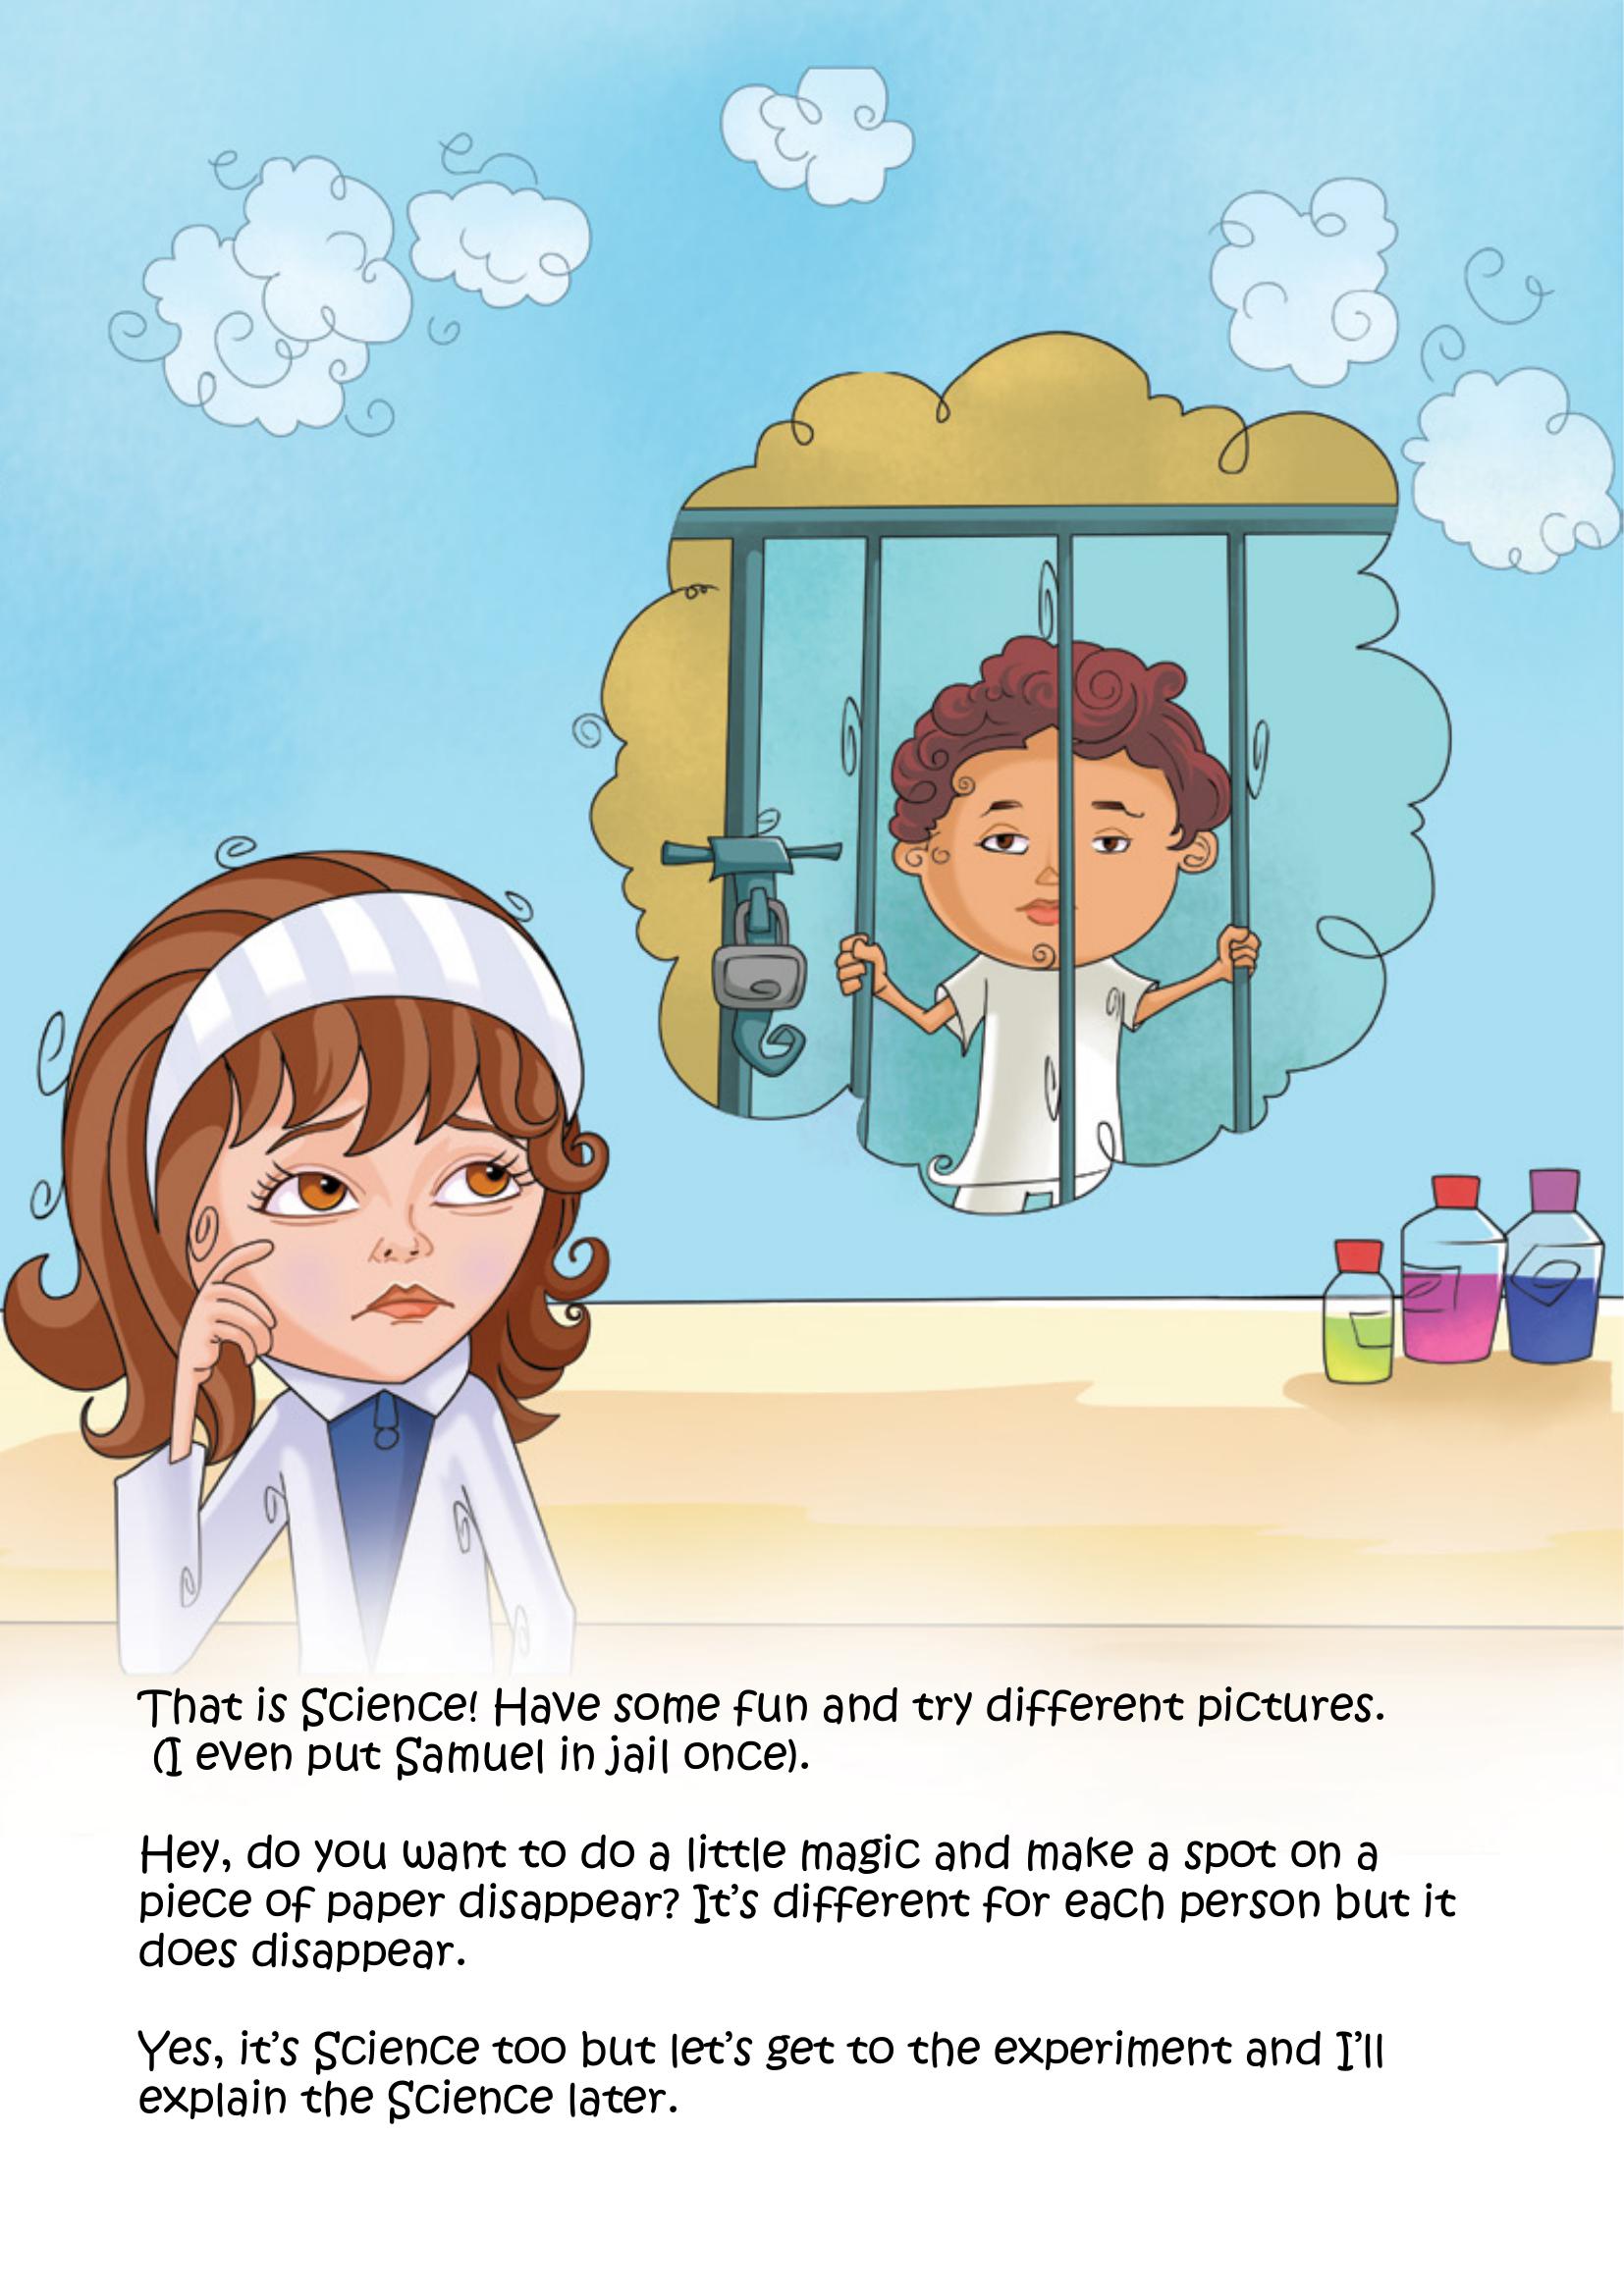 That is Science! Have some fun and try different pictures.
(I even put Samuel in jail once).
Hey, do you want to do a little magic and make a spot on a
piece of paper disappear? It's different for each person but it
does disappear.
Yes, it's Science too but let's get to the experiment and I'll
explain the Science later.